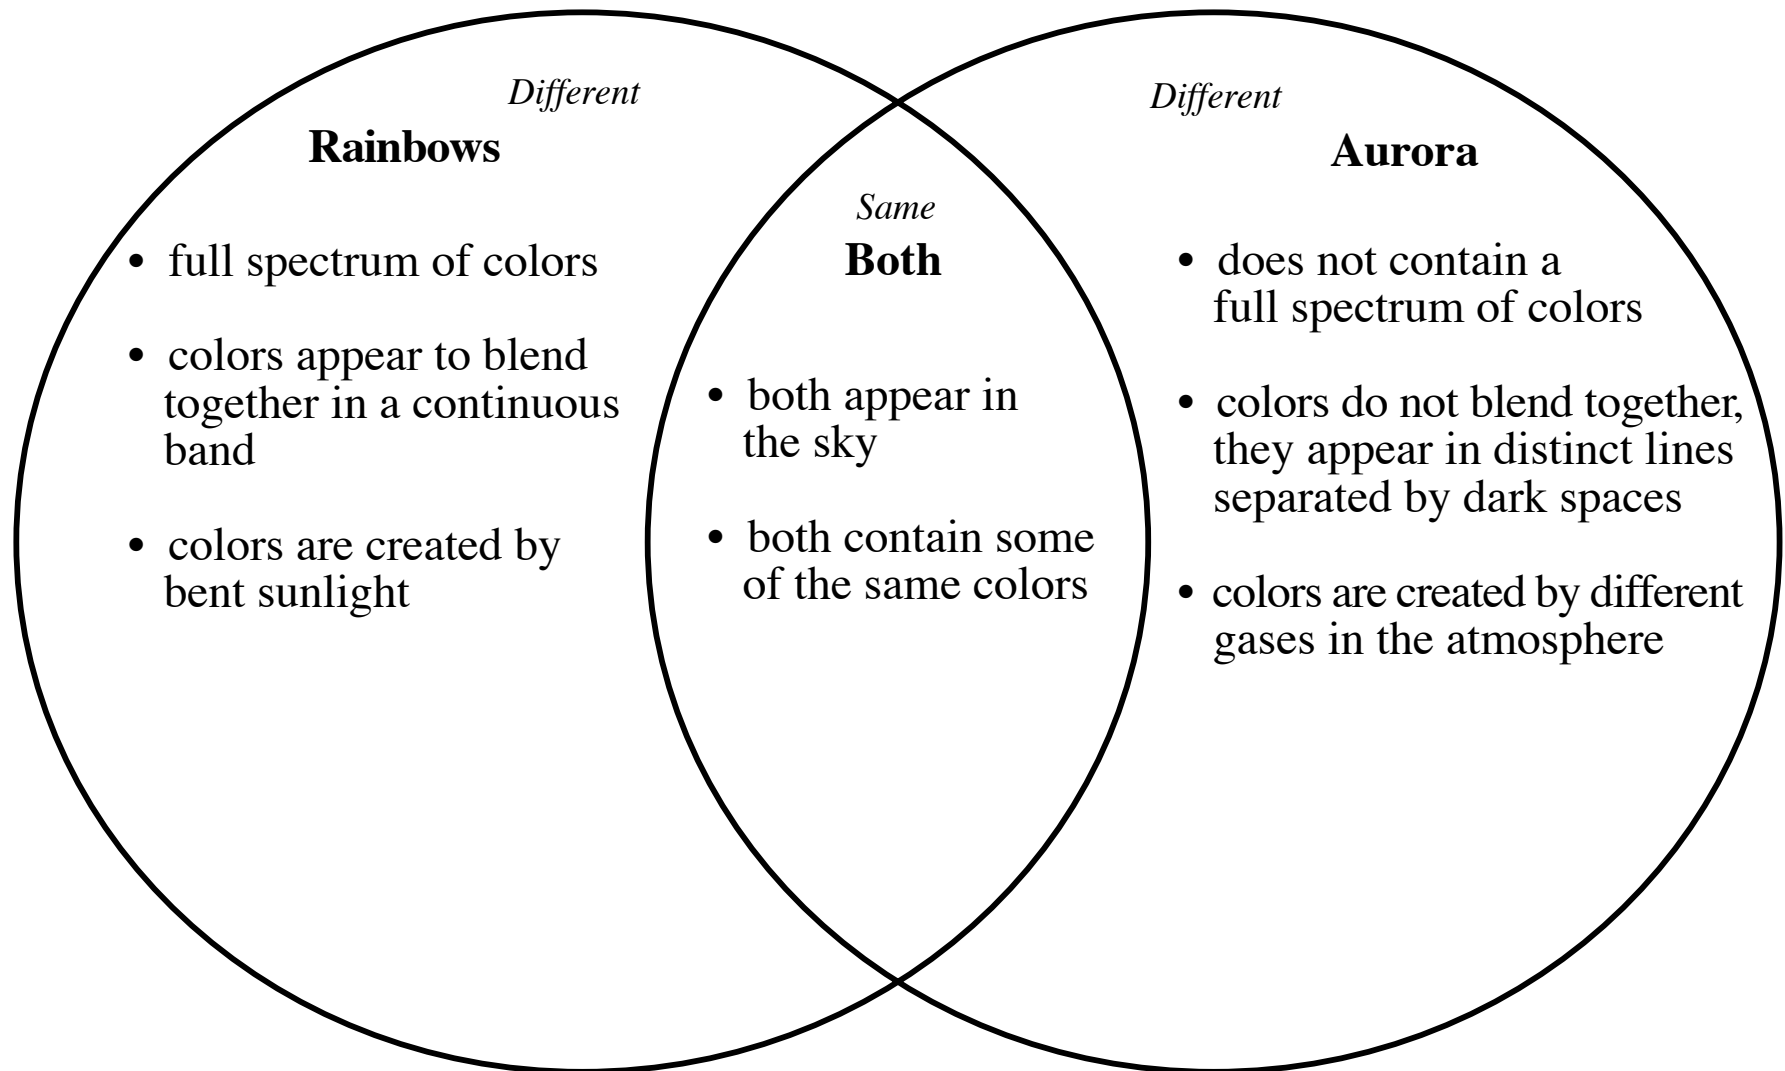 Different
Rainbows
• full spectrum of colors
• colors appear to blend
together in a continuous
band
• colors are created by
bent sunlight
Same
Both
• both appear in
the sky
• both contain some
of the same colors
Different
Aurora
• does not contain a
full spectrum of colors
• colors do not blend together,
they appear in distinct lines
separated by dark spaces
• colors are created by different
gases in the atmosphere